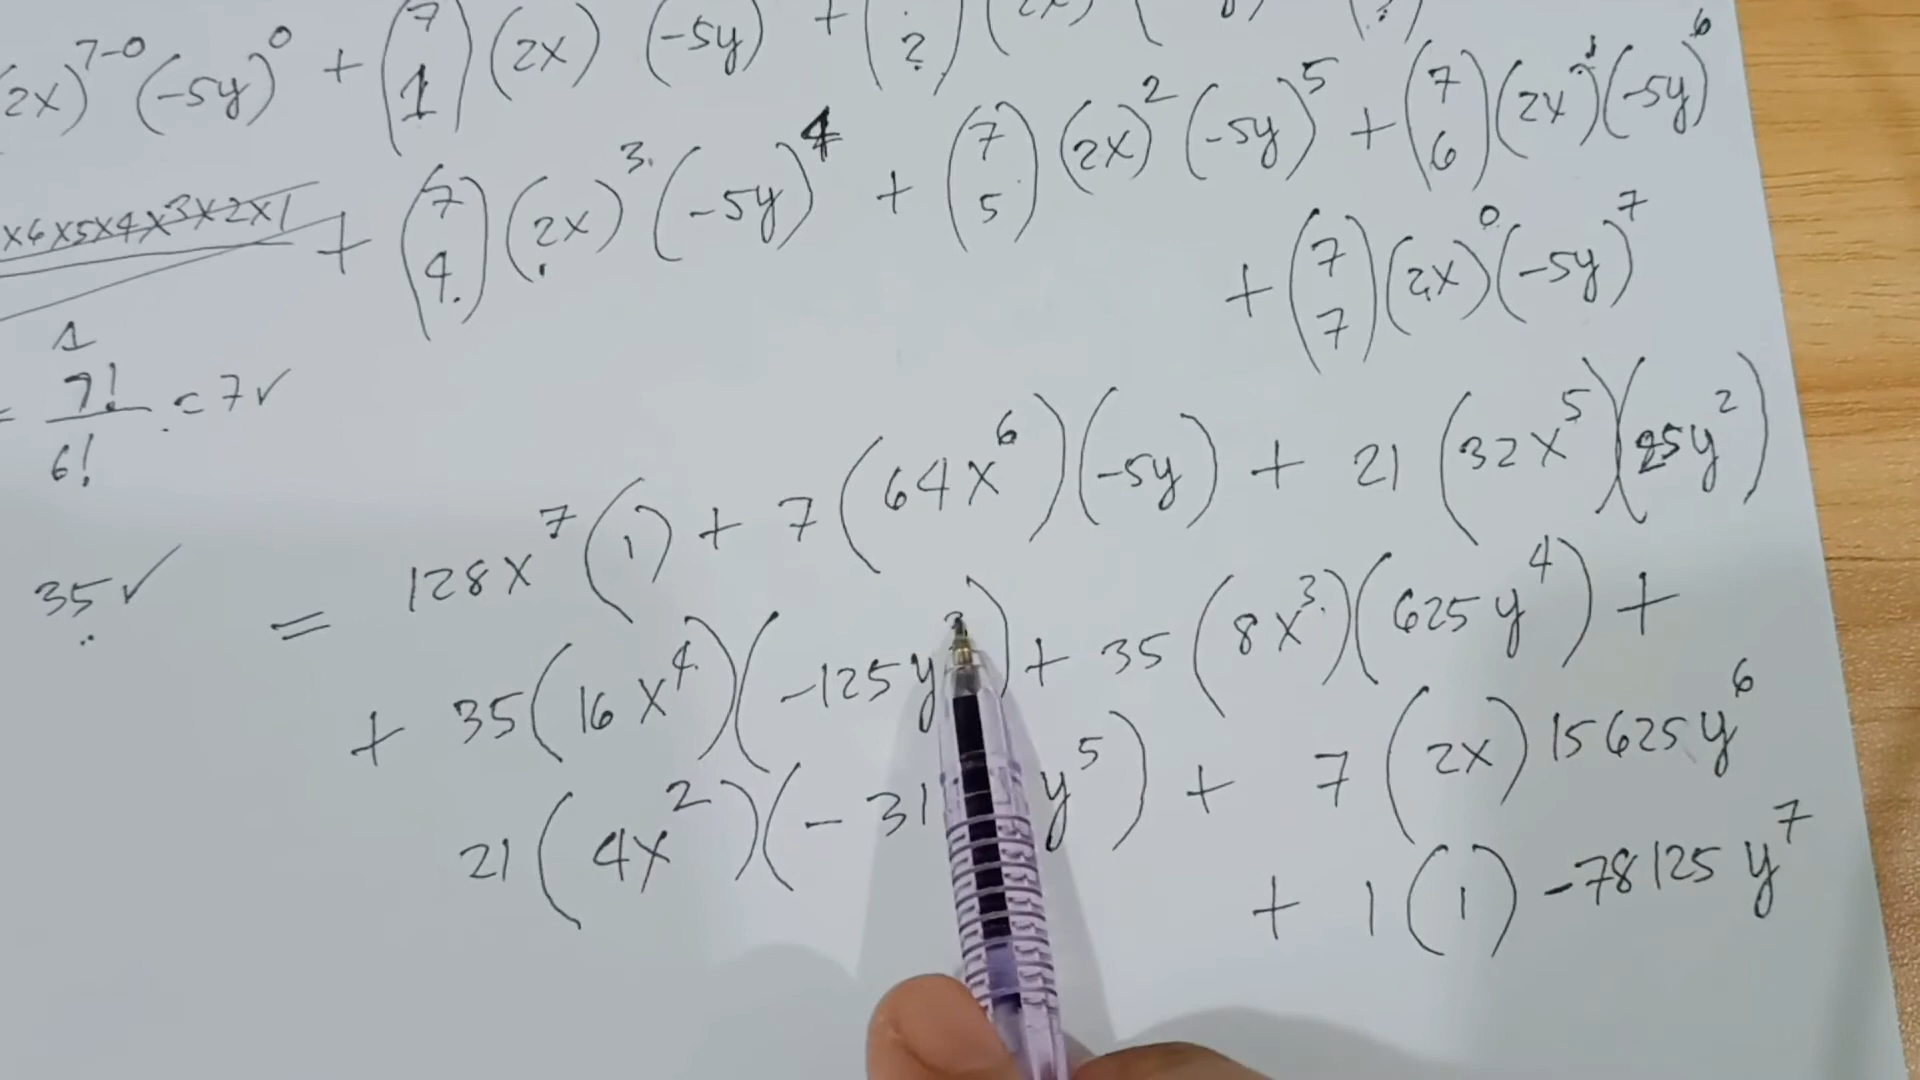 (2x)^{7-0} (-5y)^0 + (7 1) (2x) (-5y) + ( 2) (2x)
+ (7 4) (2x)^3 (-5y)^4 + (7 5) (2x)^2 (-5y)^5 + (7 6) (2x)^1 (-5y)^6
+ (7 7) (2x)^0 (-5y)^7
x6x5x4x3x2x1
1
= 7!/6! = 7 ✓
35 ✓
= 128x^7 (1) + 7 (64x^6) (-5y) + 21 (32x^5) (25y^2)
+ 35 (16x^4) (-125y^3) + 35 (8x^3) (625y^4) +
21 (4x^2) (-31 y^5) + 7 (2x) 15625y^6
+ 1 (1) -78125 y^7